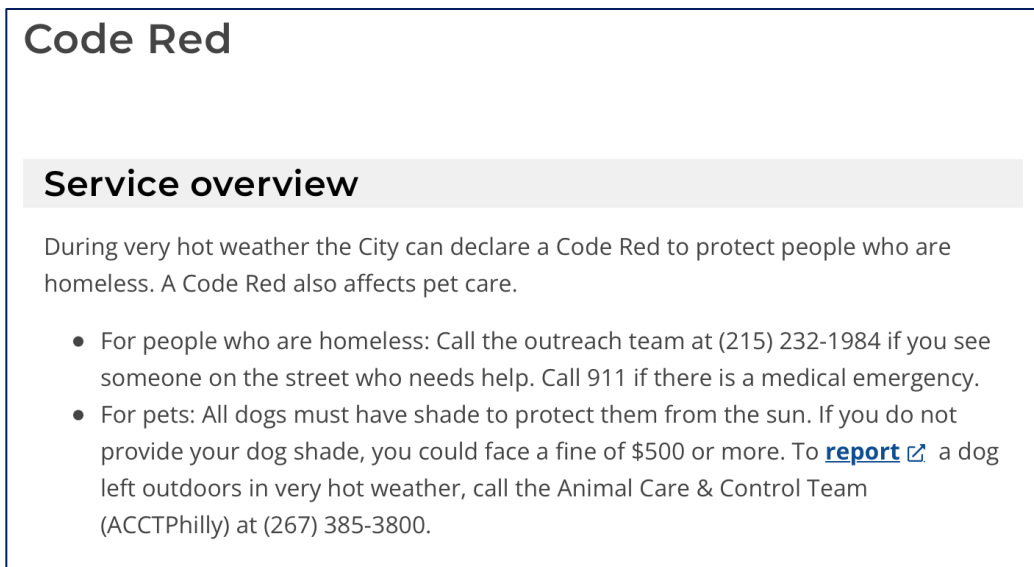 Code Red
Service overview
During very hot weather the City can declare a Code Red to protect people who are
homeless. A Code Red also affects pet care.
● For people who are homeless: Call the outreach team at (215) 232-1984 if you see
someone on the street who needs help. Call 911 if there is a medical emergency.
● For pets: All dogs must have shade to protect them from the sun. If you do not
provide your dog shade, you could face a fine of $500 or more. To report a dog
left outdoors in very hot weather, call the Animal Care & Control Team
(ACCTPhilly) at (267) 385-3800.